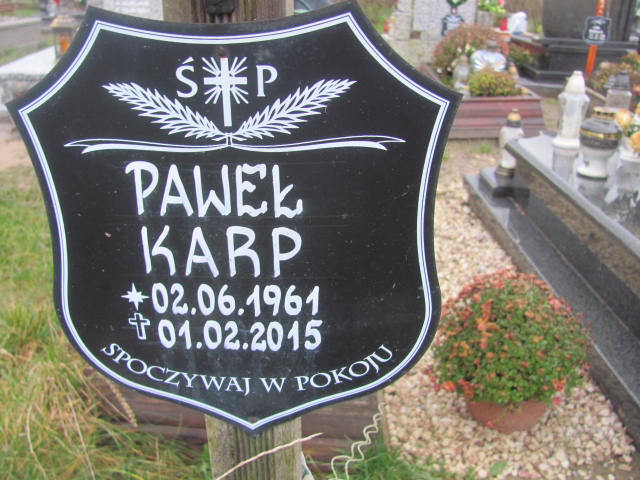 Ś P
PAWEŁ
KARP
02.06.1961
01.02.2015
SPOCZYWAJ W POKOJU